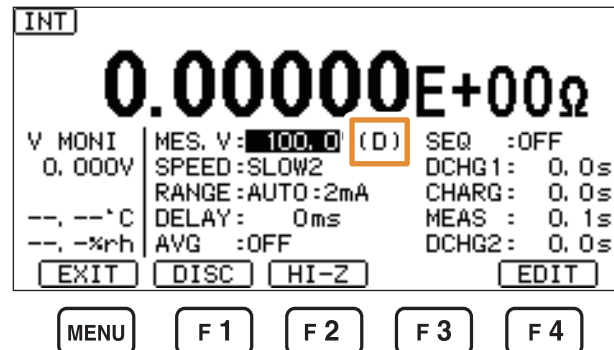 INT
0.00000E+00Ω
V MONI MES. V: 100.0 (D) SEQ :OFF
0.000V SPEED:SLOW2 DCHG1: 0.0s
RANGE:AUTO:2mA CHARG: 0.0s
--.--°C DELAY: 0ms MEAS : 0.1s
--.-%rh AVG :OFF DCHG2: 0.0s
EXIT DISC HI-Z EDIT
MENU F1 F2 F3 F4